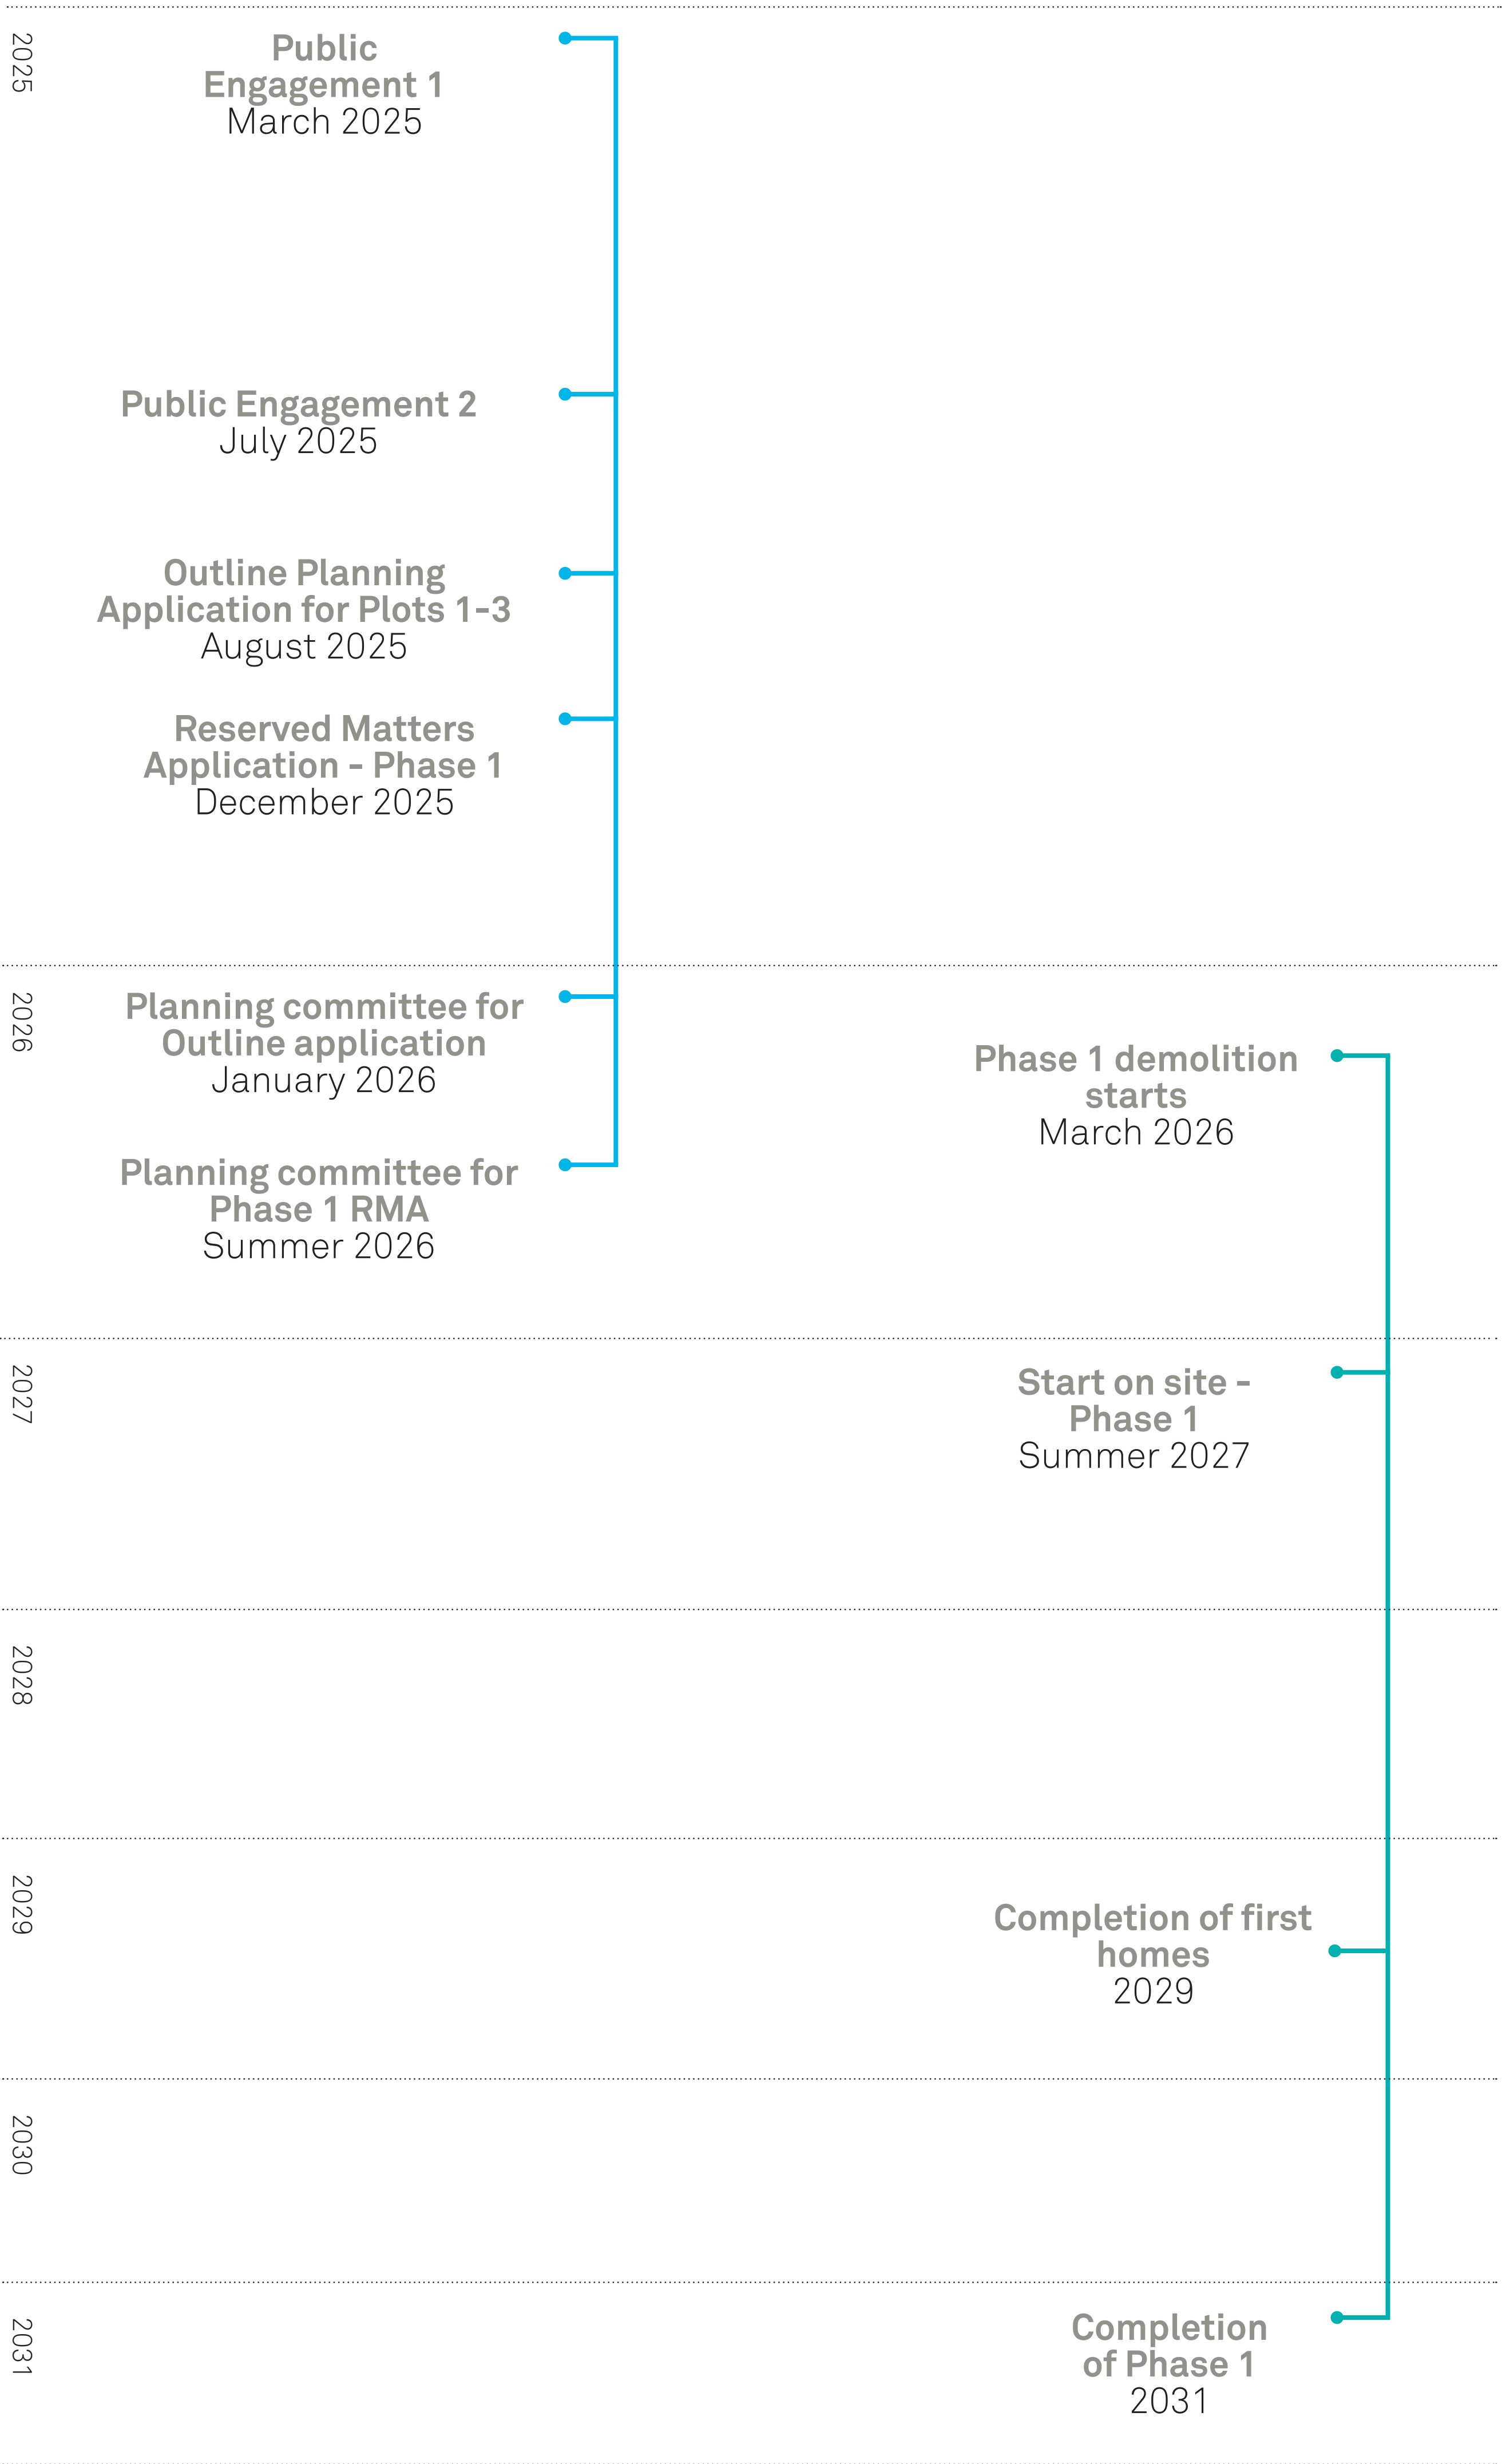 2025
Public
Engagement 1
March 2025
Public Engagement 2
July 2025
Outline Planning
Application for Plots 1-3
August 2025
Reserved Matters
Application - Phase 1
December 2025
2026
Planning committee for
Outline application
January 2026
Phase 1 demolition
starts
March 2026
Planning committee for
Phase 1 RMA
Summer 2026
2027
Start on site -
Phase 1
Summer 2027
2028
2029
Completion of first
homes
2029
2030
2031
Completion
of Phase 1
2031